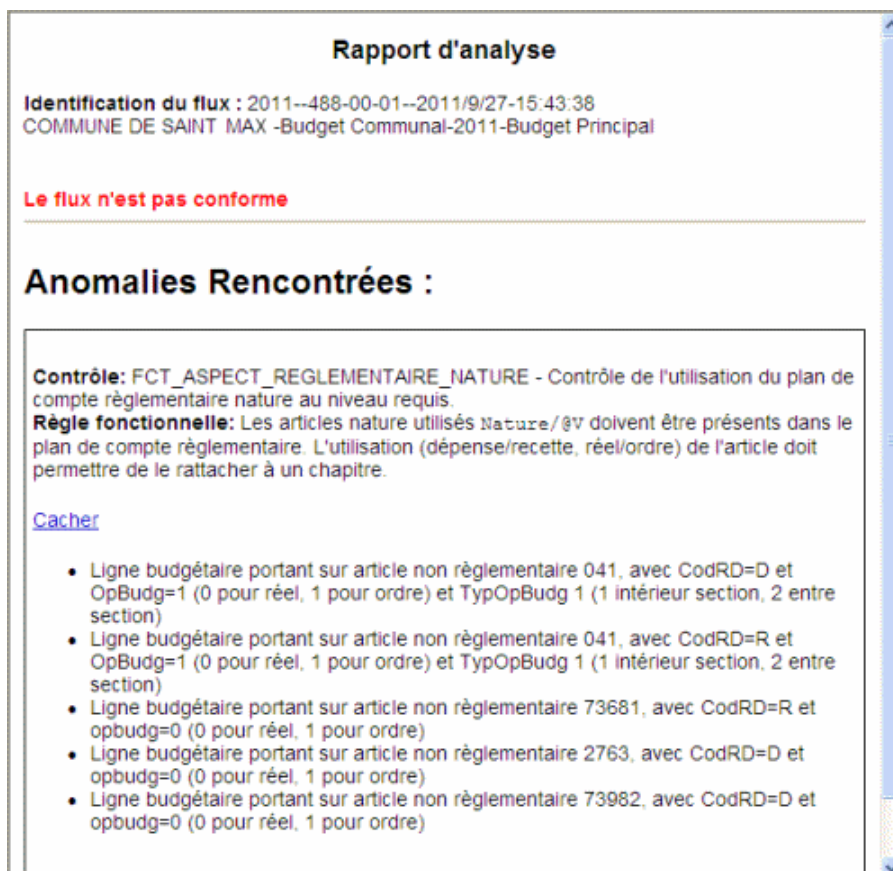 Rapport d'analyse
Identification du flux : 2011--488-00-01--2011/9/27-15:43:38
COMMUNE DE SAINT MAX -Budget Communal-2011-Budget Principal
Le flux n'est pas conforme
Anomalies Rencontrées :
Contrôle: FCT_ASPECT_REGLEMENTAIRE_NATURE - Contrôle de l'utilisation du plan de
compte règlementaire nature au niveau requis.
Règle fonctionnelle: Les articles nature utilisés Nature/@V doivent être présents dans le
plan de compte règlementaire. L'utilisation (dépense/recette, réel/ordre) de l'article doit
permettre de le rattacher à un chapitre.
Cacher
• Ligne budgétaire portant sur article non règlementaire 041, avec CodRD=D et
OpBudg=1 (0 pour réel, 1 pour ordre) et TypOpBudg 1 (1 intérieur section, 2 entre
section)
• Ligne budgétaire portant sur article non règlementaire 041, avec CodRD=R et
OpBudg=1 (0 pour réel, 1 pour ordre) et TypOpBudg 1 (1 intérieur section, 2 entre
section)
• Ligne budgétaire portant sur article non règlementaire 73681, avec CodRD=R et
opbudg=0 (0 pour réel, 1 pour ordre)
• Ligne budgétaire portant sur article non règlementaire 2763, avec CodRD=D et
opbudg=0 (0 pour réel, 1 pour ordre)
• Ligne budgétaire portant sur article non règlementaire 73982, avec CodRD=D et
opbudg=0 (0 pour réel, 1 pour ordre)